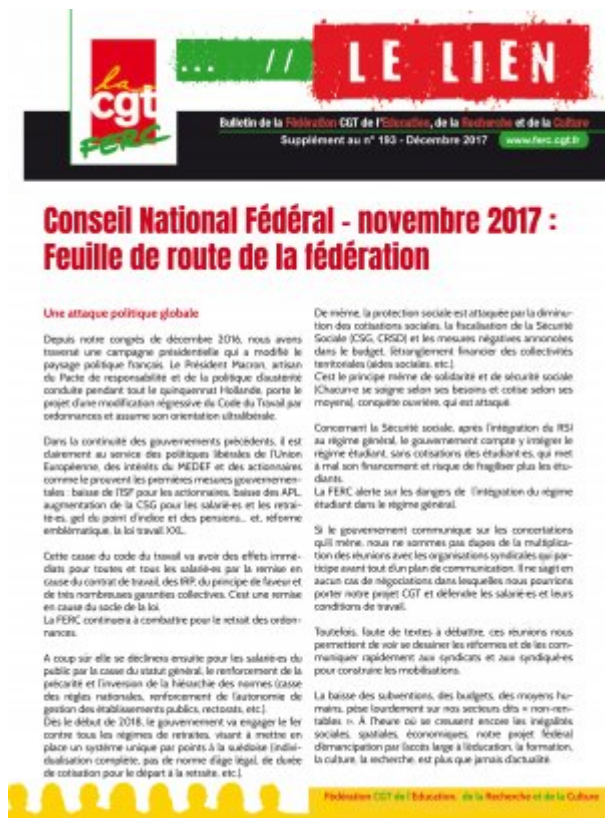 la
cgt
FERC
... // LE LIEN
Bulletin de la Fédération CGT de l'Education, de la Recherche et de la Culture
Supplément au n° 193 - Décembre 2017 www.ferc.cgt.fr
Conseil National Fédéral - novembre 2017 :
Feuille de route de la fédération
Une attaque politique globale
Depuis notre congrès de décembre 2016, nous avons
traversé une campagne présidentielle qui a modifié le
paysage politique français. Le Président Macron, artisan
du Pacte de responsabilité et de la politique d'austérité
conduite pendant tout le quinquennat Hollande, porte le
projet d'une modification régressive du Code du Travail par
ordonnances et assume son orientation ultralibérale.
Dans la continuité des gouvernements précédents, il est
clairement au service des politiques libérales de l'Union
Européenne, des intérêts du MEDEF et des actionnaires
comme le prouvent les premières mesures gouvernemen-
tales : baisse de l'ISF pour les actionnaires, baisse des APL,
augmentation de la CSG pour les salarié·es et les retrai-
té·es, gel du point d'indice et des pensions... et, réforme
emblématique, la loi travail XXL.
Cette casse du code du travail va avoir des effets immé-
diats pour toutes et tous les salarié·es par la remise en
cause du contrat de travail, des IRP, du principe de faveur et
de très nombreuses garanties collectives. C'est une remise
en cause du socle de la loi.
La FERC continuera à combattre pour le retrait des ordon-
nances.
A coup sûr elle se déclinera ensuite pour les salarié·es du
public par la casse du statut général, le renforcement de la
précarité et l'inversion de la hiérarchie des normes (casse
des règles nationales, renforcement de l'autonomie de
gestion des établissements publics, rectorats, etc.).
Dès le début de 2018, le gouvernement va engager le fer
contre tous les régimes de retraites, visant à mettre en
place un système unique par points à la suédoise (indivi-
dualisation complète, pas de norme d'âge légal, de durée
de cotisation pour le départ à la retraite, etc.).
De même, la protection sociale est attaquée par la diminu-
tion des cotisations sociales, la fiscalisation de la Sécurité
Sociale (CSG, CRSD) et les mesures négatives annoncées
dans le budget, l'étranglement financier des collectivités
territoriales (aides sociales, etc.).
C'est le principe même de solidarité et de sécurité sociale
(Chacun·e se soigne selon ses besoins et cotise selon ses
moyens), conquête ouvrière, qui est attaqué.
Concernant la Sécurité sociale, après l'intégration du RSI
au régime général, le gouvernement compte y intégrer le
régime étudiant, sans cotisations des étudiant·es, qui met
à mal son financement et risque de fragiliser plus les étu-
diants.
La FERC alerte sur les dangers de l'intégration du régime
étudiant dans le régime général.
Si le gouvernement communique sur les concertations
qu'il mène, nous ne sommes pas dupes de la multiplica-
tion des réunions avec les organisations syndicales qui par-
ticipe avant tout d'un plan de communication. Il ne s'agit en
aucun cas de négociations dans lesquelles nous pourrions
porter notre projet CGT et défendre les salarié·es et leurs
conditions de travail.
Toutefois, faute de textes à débattre, ces réunions nous
permettent de voir se dessiner les réformes et de les com-
muniquer rapidement aux syndicats et aux syndiqué·es
pour construire les mobilisations.
La baisse des subventions, des budgets, des moyens hu-
mains, pèse lourdement sur nos secteurs dits « non-ren-
tables ». À l'heure où se creusent encore les inégalités
sociales, spatiales, économiques, notre projet fédéral
d'émancipation par l'accès large à l'éducation, la formation,
la culture, la recherche, est plus que jamais d'actualité.
Fédération CGT de l'Education, de la Recherche et de la Culture